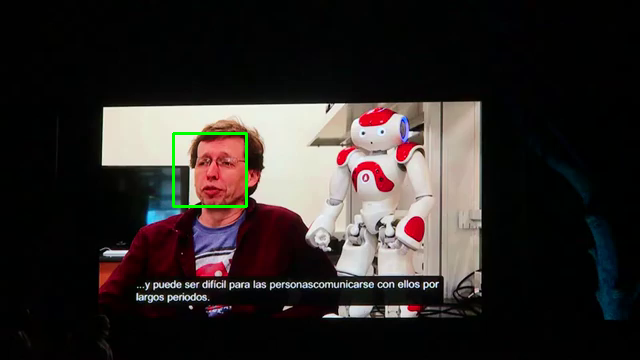 ...y puede ser difícil para las personascomunicarse con ellos por
largos periodos.